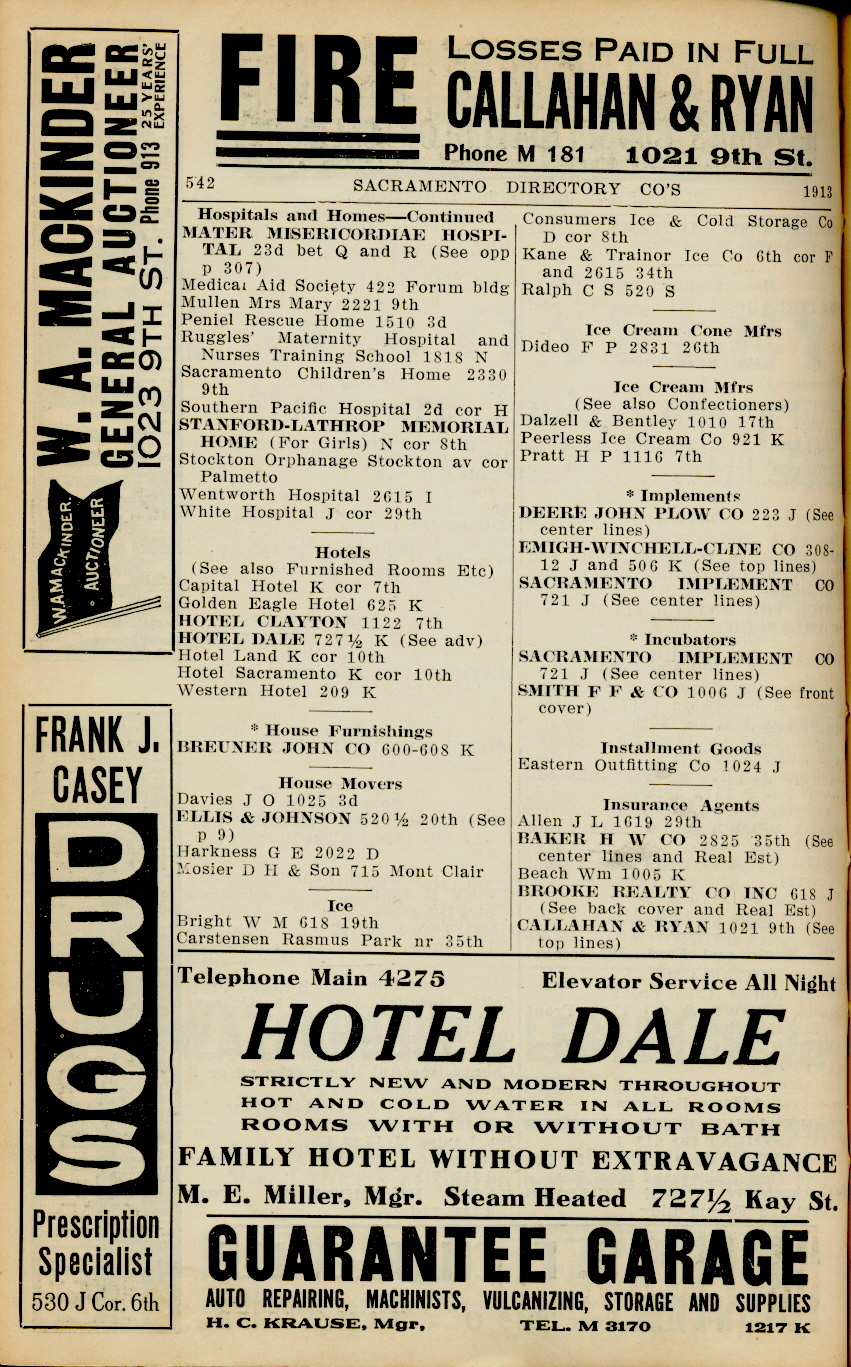 FIRE
LOSSES PAID IN FULL
CALLAHAN & RYAN
Phone M 181 1021 9th St.
W. A. MACKINDER
GENERAL AUCTIONEER
1023 9TH ST. Phone 913 25 YEARS' EXPERIENCE
W.A.MACKINDER.
AUCTIONEER
FRANK J.
CASEY
DRUGS
Prescription
Specialist
530 J Cor. 6th
542 SACRAMENTO DIRECTORY CO'S 1913
Hospitals and Homes—Continued
MATER MISERICORDIAE HOSPI-
TAL 23d bet Q and R (See opp
p 307)
Medical Aid Society 422 Forum bldg
Mullen Mrs Mary 2221 9th
Peniel Rescue Home 1510 3d
Ruggles' Maternity Hospital and
Nurses Training School 1818 N
Sacramento Children's Home 2330
9th
Southern Pacific Hospital 2d cor H
STANFORD-LATHROP MEMORIAL
HOME (For Girls) N cor 8th
Stockton Orphanage Stockton av cor
Palmetto
Wentworth Hospital 2615 I
White Hospital J cor 29th
Hotels
(See also Furnished Rooms Etc)
Capital Hotel K cor 7th
Golden Eagle Hotel 625 K
HOTEL CLAYTON 1122 7th
HOTEL DALE 727½ K (See adv)
Hotel Land K cor 10th
Hotel Sacramento K cor 10th
Western Hotel 209 K
* House Furnishings
BREUNER JOHN CO 600-608 K
House Movers
Davies J O 1025 3d
ELLIS & JOHNSON 520½ 20th (See
p 9)
Harkness G E 2022 D
Mosier D H & Son 715 Mont Clair
Ice
Bright W M 618 19th
Carstensen Rasmus Park nr 35th
Consumers Ice & Cold Storage Co
D cor 8th
Kane & Trainor Ice Co 6th cor F
and 2615 34th
Ralph C S 520 S
Ice Cream Cone Mfrs
Dideo F P 2831 26th
Ice Cream Mfrs
(See also Confectioners)
Dalzell & Bentley 1010 17th
Peerless Ice Cream Co 921 K
Pratt H P 1116 7th
* Implements
DEERE JOHN PLOW CO 223 J (See
center lines)
EMIGH-WINCHELL-CLINE CO 308-
12 J and 506 K (See top lines)
SACRAMENTO IMPLEMENT CO
721 J (See center lines)
* Incubators
SACRAMENTO IMPLEMENT CO
721 J (See center lines)
SMITH F F & CO 1006 J (See front
cover)
Installment Goods
Eastern Outfitting Co 1024 J
Insurance Agents
Allen J L 1619 29th
BAKER H W CO 2825 35th (See
center lines and Real Est)
Beach Wm 1005 K
BROOKE REALTY CO INC 618 J
(See back cover and Real Est)
CALLAHAN & RYAN 1021 9th (See
top lines)
Telephone Main 4275 Elevator Service All Night
HOTEL DALE
STRICTLY NEW AND MODERN THROUGHOUT
HOT AND COLD WATER IN ALL ROOMS
ROOMS WITH OR WITHOUT BATH
FAMILY HOTEL WITHOUT EXTRAVAGANCE
M. E. Miller, Mgr. Steam Heated 727½ Kay St.
GUARANTEE GARAGE
AUTO REPAIRING, MACHINISTS, VULCANIZING, STORAGE AND SUPPLIES
H. C. KRAUSE, Mgr, TEL. M 3170 1217 K